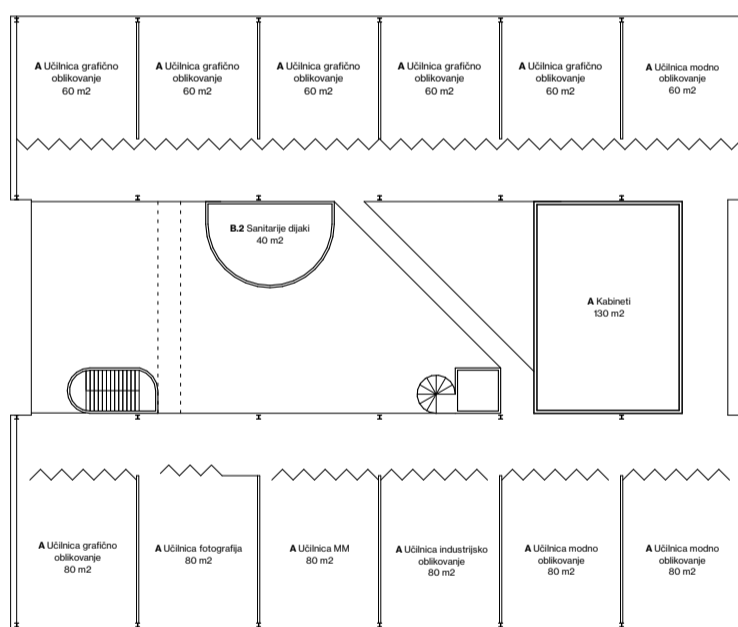 A Učilnica grafično
oblikovanje
60 m2
A Učilnica grafično
oblikovanje
60 m2
A Učilnica grafično
oblikovanje
60 m2
A Učilnica grafično
oblikovanje
60 m2
A Učilnica grafično
oblikovanje
60 m2
A Učilnica modno
oblikovanje
60 m2
B.2 Sanitarije dijaki
40 m2
A Kabineti
130 m2
A Učilnica grafično
oblikovanje
80 m2
A Učilnica fotografija
80 m2
A Učilnica MM
80 m2
A Učilnica industrijsko
oblikovanje
80 m2
A Učilnica modno
oblikovanje
80 m2
A Učilnica modno
oblikovanje
80 m2